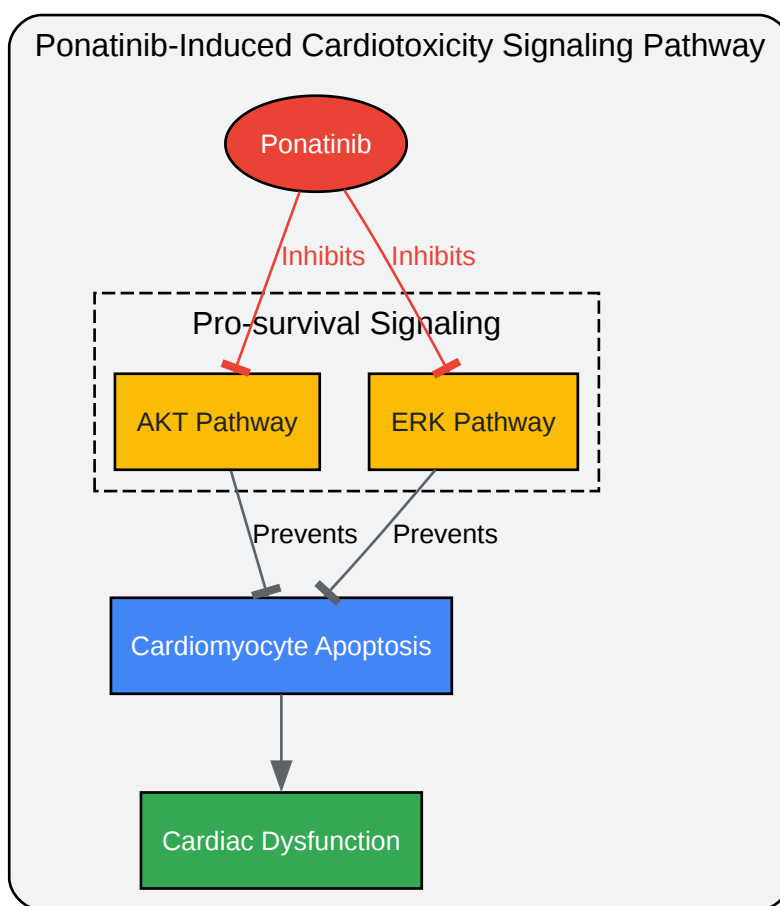 Ponatinib-Induced Cardiotoxicity Signaling Pathway
Ponatinib
Inhibits
Inhibits
Pro-survival Signaling
AKT Pathway
ERK Pathway
Prevents
Prevents
Cardiomyocyte Apoptosis
Cardiac Dysfunction